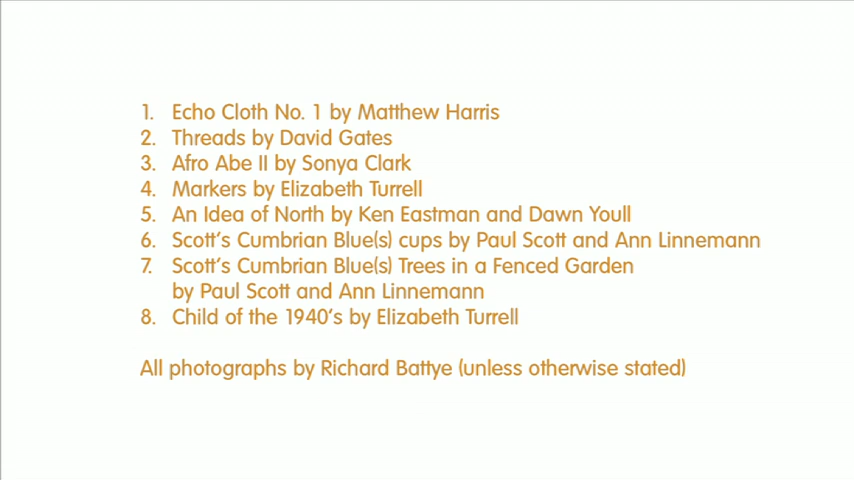 1. Echo Cloth No. 1 by Matthew Harris
2. Threads by David Gates
3. Afro Abe II by Sonya Clark
4. Markers by Elizabeth Turrell
5. An Idea of North by Ken Eastman and Dawn Youll
6. Scott's Cumbrian Blue(s) cups by Paul Scott and Ann Linnemann
7. Scott's Cumbrian Blue(s) Trees in a Fenced Garden
by Paul Scott and Ann Linnemann
8. Child of the 1940's by Elizabeth Turrell
All photographs by Richard Battye (unless otherwise stated)